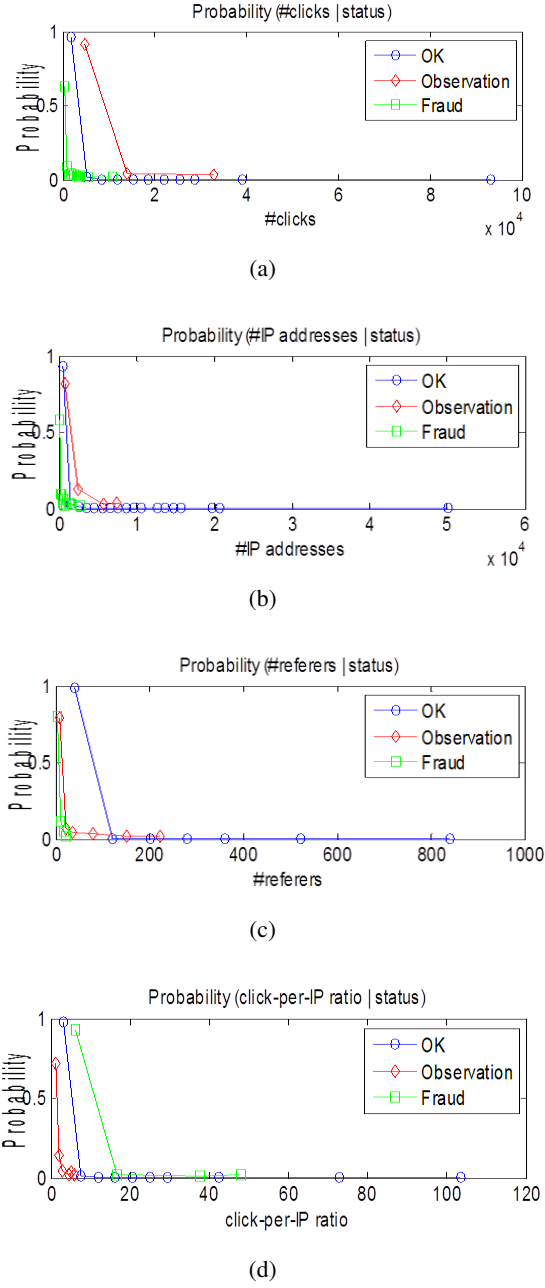 Probability (#clicks | status)
1
0.5
0
Probability
OK
Observation
Fraud
0 2 4 6 8 10
#clicks
x 10^4
(a)
Probability (#IP addresses | status)
1
0.5
0
Probability
OK
Observation
Fraud
0 1 2 3 4 5 6
#IP addresses
x 10^4
(b)
Probability (#referers | status)
1
0.5
0
Probability
OK
Observation
Fraud
0 200 400 600 800 1000
#referers
(c)
Probability (click-per-IP ratio | status)
1
0.5
0
Probability
OK
Observation
Fraud
0 20 40 60 80 100 120
click-per-IP ratio
(d)